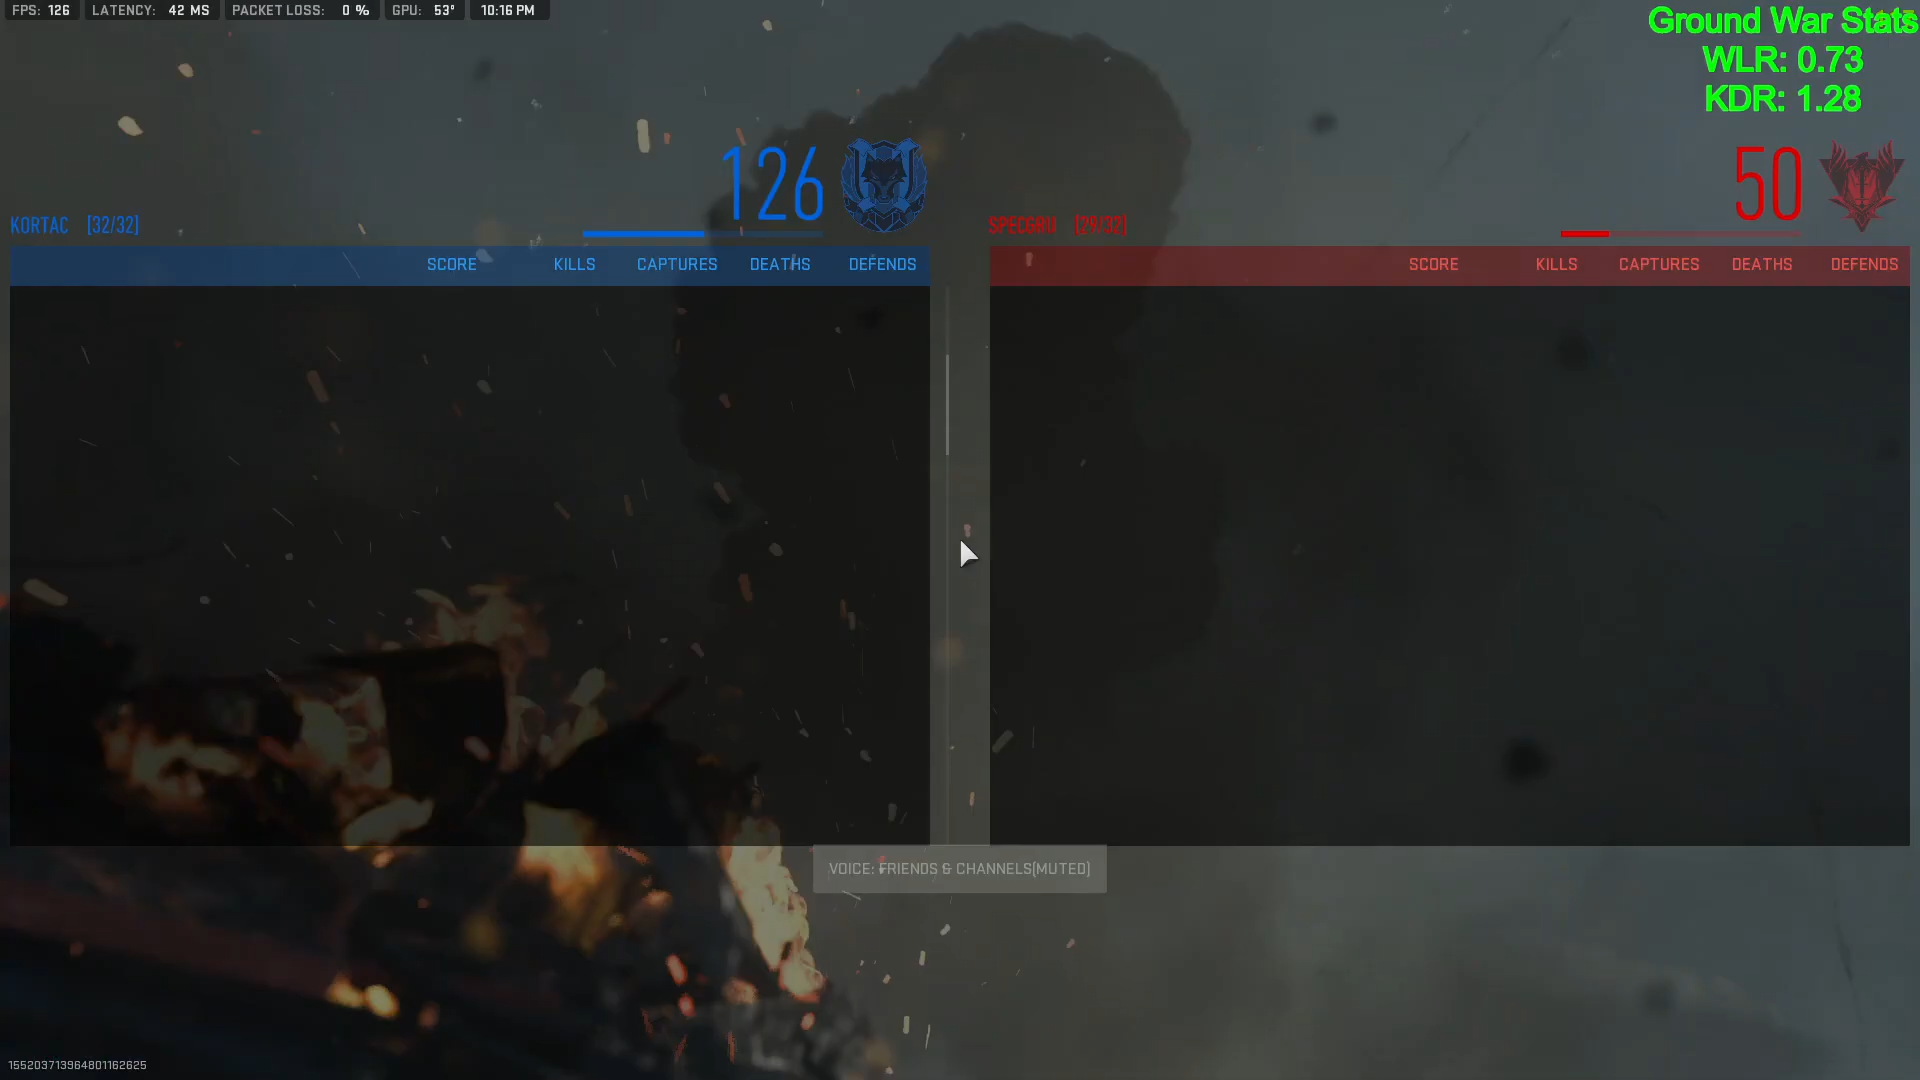 FPS: 126 LATENCY: 42 MS PACKET LOSS: 0 % GPU: 53° 10:16 PM
Ground War Stats
WLR: 0.73
KDR: 1.28
126
50
KORTAC [32/32]
SPECGRU [29/32]
SCORE KILLS CAPTURES DEATHS DEFENDS
SCORE KILLS CAPTURES DEATHS DEFENDS
VOICE: FRIENDS & CHANNELS(MUTED)
155203713964801162625